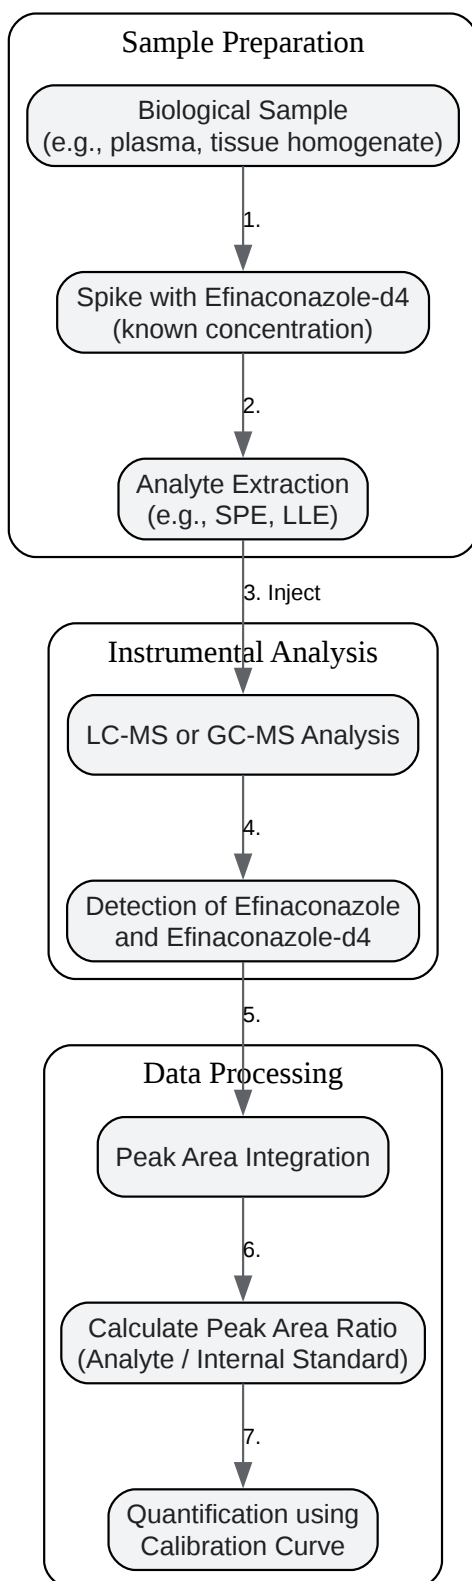 Sample Preparation
Biological Sample
(e.g., plasma, tissue homogenate)
1.
Spike with Efinaconazole-d4
(known concentration)
2.
Analyte Extraction
(e.g., SPE, LLE)
3. Inject
Instrumental Analysis
LC-MS or GC-MS Analysis
4.
Detection of Efinaconazole
and Efinaconazole-d4
5.
Data Processing
Peak Area Integration
6.
Calculate Peak Area Ratio
(Analyte / Internal Standard)
7.
Quantification using
Calibration Curve